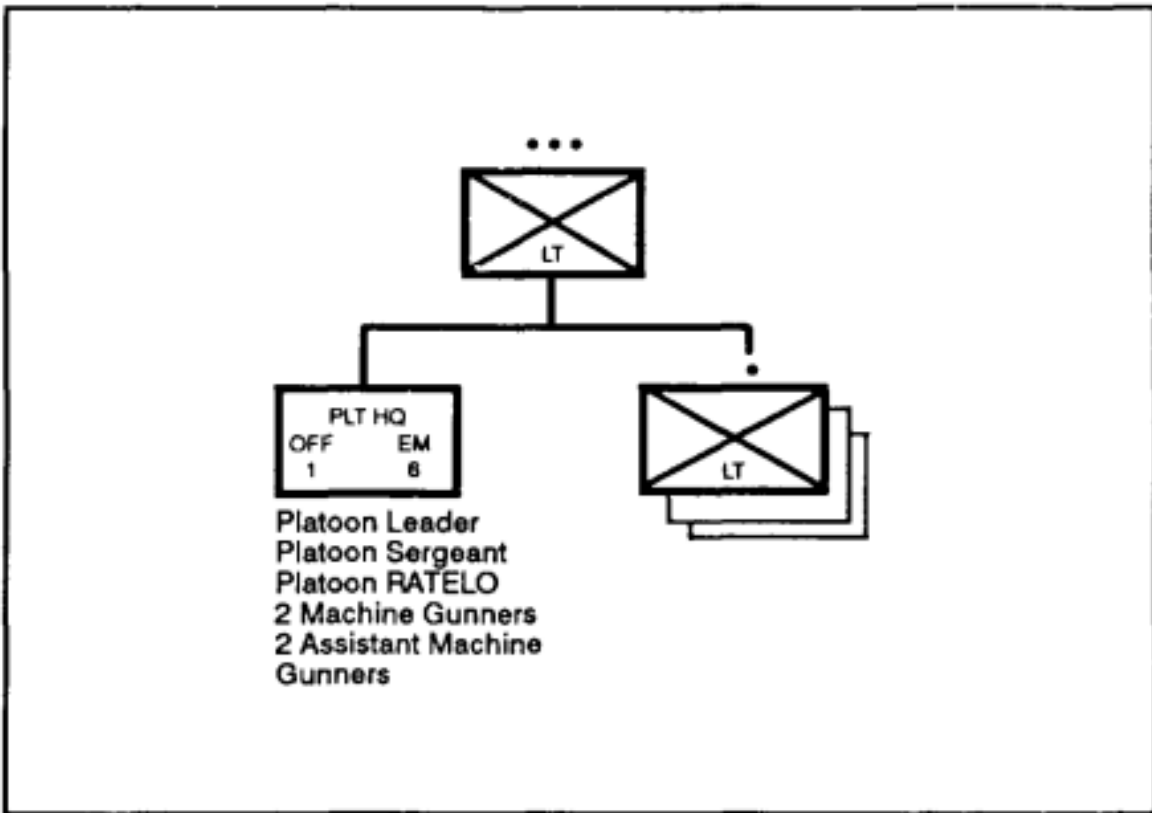 LT
PLT HQ
OFF EM
1 6
LT
Platoon Leader
Platoon Sergeant
Platoon RATELO
2 Machine Gunners
2 Assistant Machine
Gunners